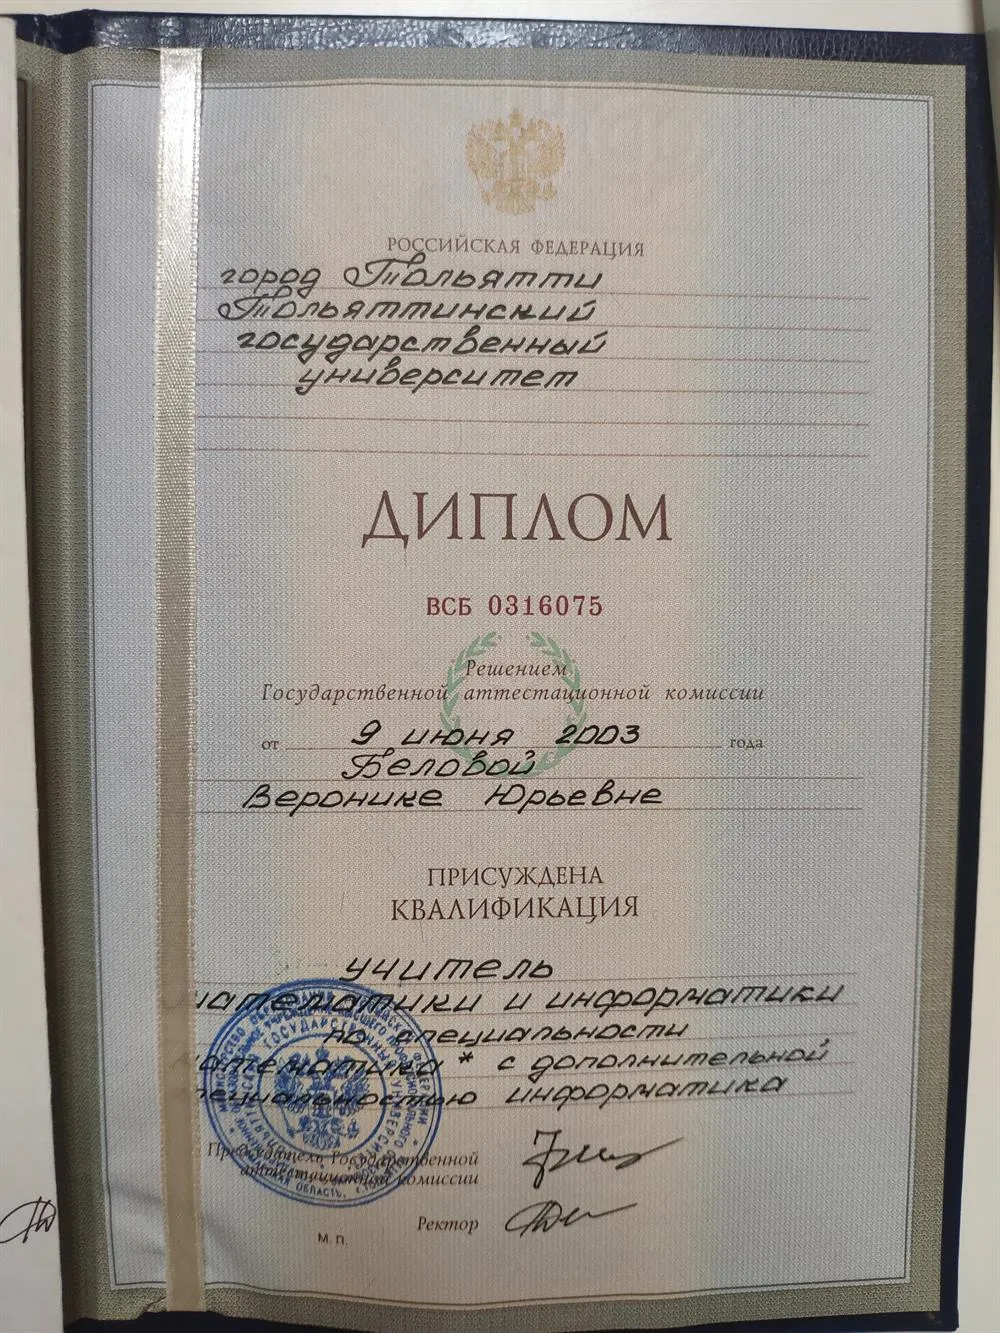 РОССИЙСКАЯ ФЕДЕРАЦИЯ
город Тольятти
Тольяттинский
государственный
университет
ДИПЛОМ
ВСБ 0316075
Решением
Государственной аттестационной комиссии
от 9 июня 2003 года
Беловой
Веронике Юрьевне
ПРИСУЖДЕНА
КВАЛИФИКАЦИЯ
учитель
математики и информатики
по специальности
математика * с дополнительной
специальностью информатика
Председатель Государственной
аттестационной комиссии
Ректор
М. П.